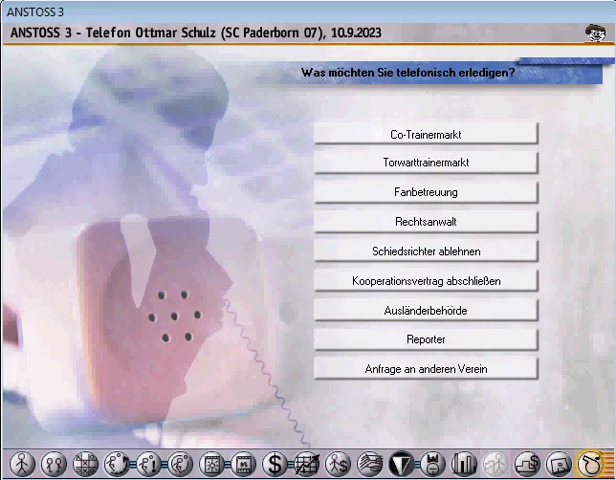 ANSTOSS 3
ANSTOSS 3 - Telefon Ottmar Schulz (SC Paderborn 07), 10.9.2023
Was möchten Sie telefonisch erledigen?
Co-Trainermarkt
Torwarttrainermarkt
Fanbetreuung
Rechtsanwalt
Schiedsrichter ablehnen
Kooperationsvertrag abschließen
Ausländerbehörde
Reporter
Anfrage an anderen Verein